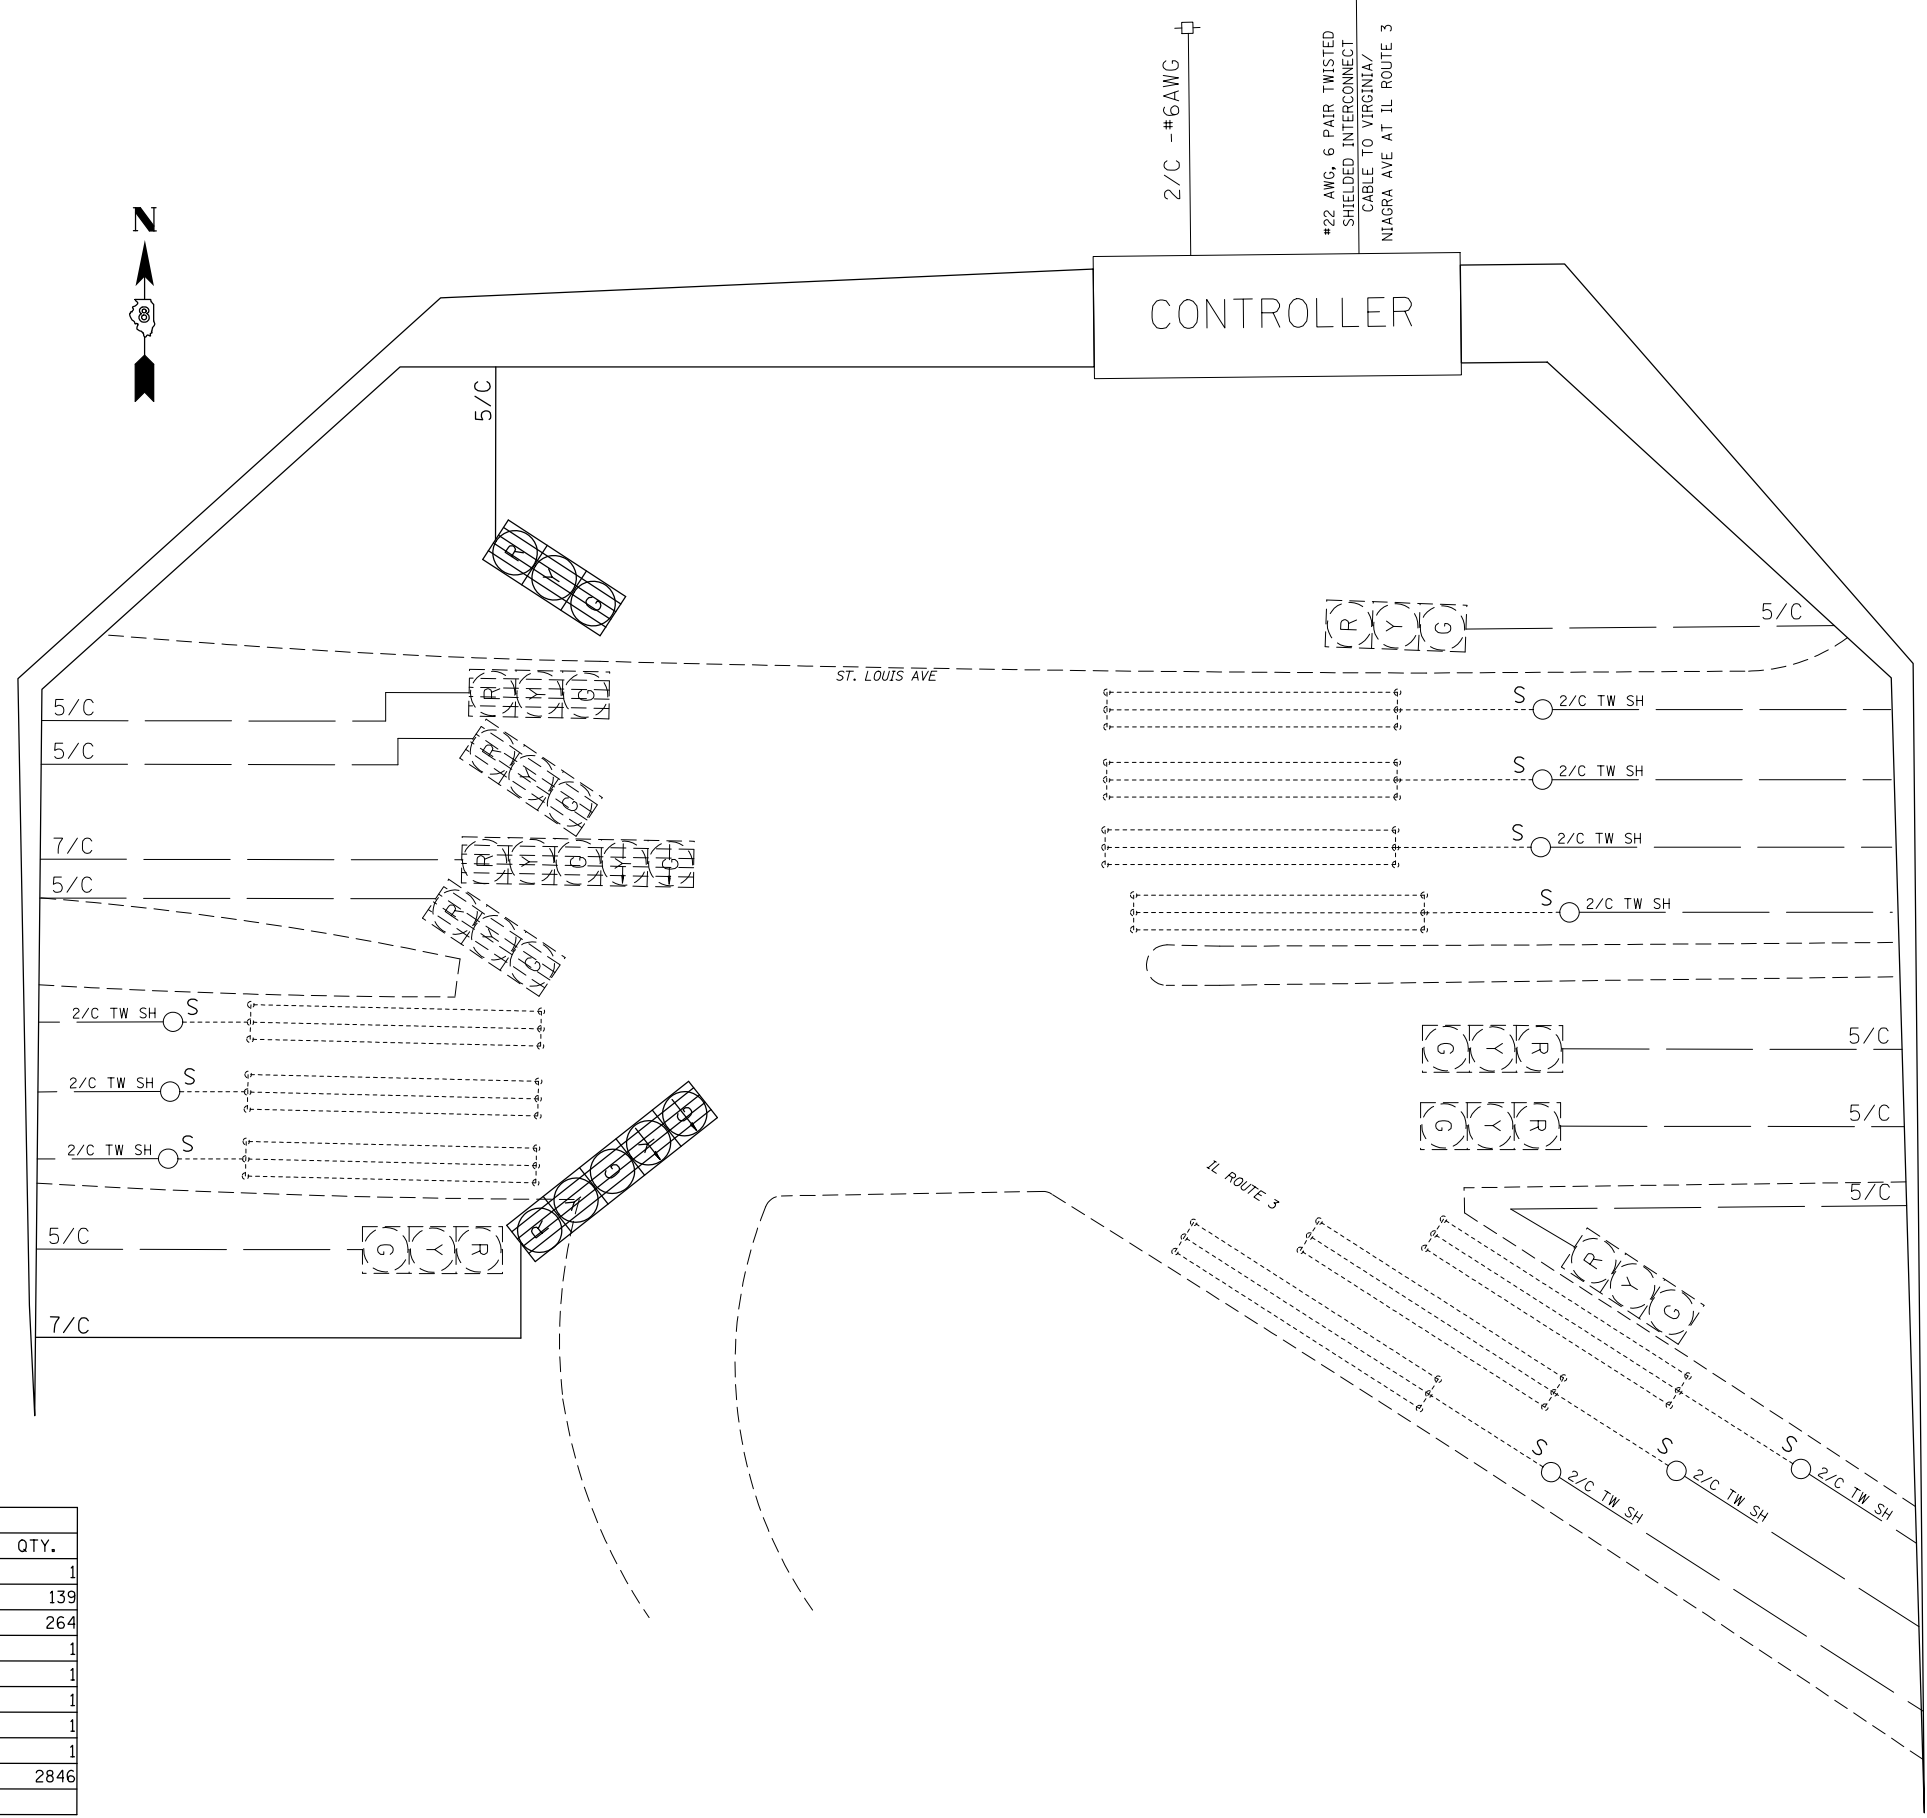 2/C -#6AWG
#22 AWG, 6 PAIR TWISTED
SHIELDED INTERCONNECT
CABLE TO VIRGINIA/
NIAGRA AVE AT IL ROUTE 3
N
8
CONTROLLER
5/C
R Y G
R Y G
5/C
ST. LOUIS AVE
5/C
R Y G
S 2/C TW SH
5/C
R Y G
S 2/C TW SH
7/C
R Y G Y G
S 2/C TW SH
5/C
R Y G
S 2/C TW SH
2/C TW SH S
G Y R
5/C
2/C TW SH S
G Y R
5/C
2/C TW SH S
R Y G Y G
IL ROUTE 3
5/C
5/C
G Y R
R Y G
7/C
S 2/C TW SH
S 2/C TW SH
S 2/C TW SH
QTY.
1
139
264
1
1
1
1
1
2846